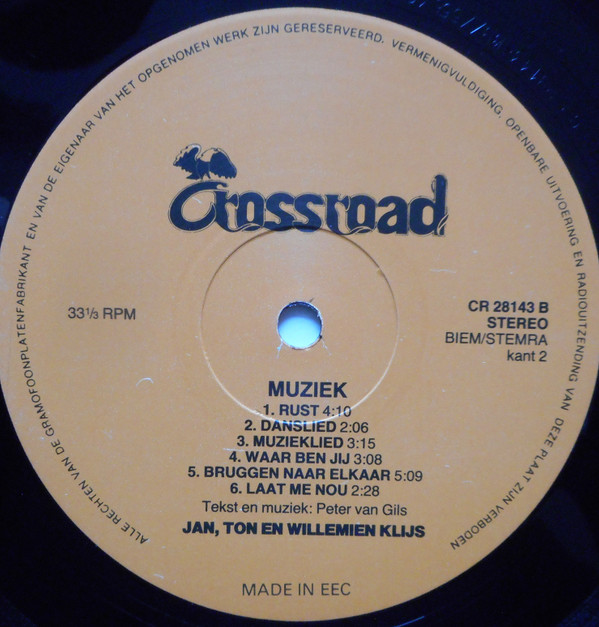 ALLE RECHTEN VAN DE GRAMOFOONPLATENFABRIKANT EN VAN DE EIGENAAR VAN HET OPGENOMEN WERK ZIJN GERESERVEERD. VERMENIGVULDIGING, OPENBARE UITVOERING EN RADIOUITZENDING VAN DEZE PLAAT ZIJN VERBODEN
Crossroad
33⅓ RPM
CR 28143 B
STEREO
BIEM/STEMRA
kant 2
MUZIEK
1. RUST 4:10
2. DANSLIED 2:06
3. MUZIEKLIED 3:15
4. WAAR BEN JIJ 3:08
5. BRUGGEN NAAR ELKAAR 5:09
6. LAAT ME NOU 2:28
Tekst en muziek: Peter van Gils
JAN, TON EN WILLEMIEN KLIJS
MADE IN EEC